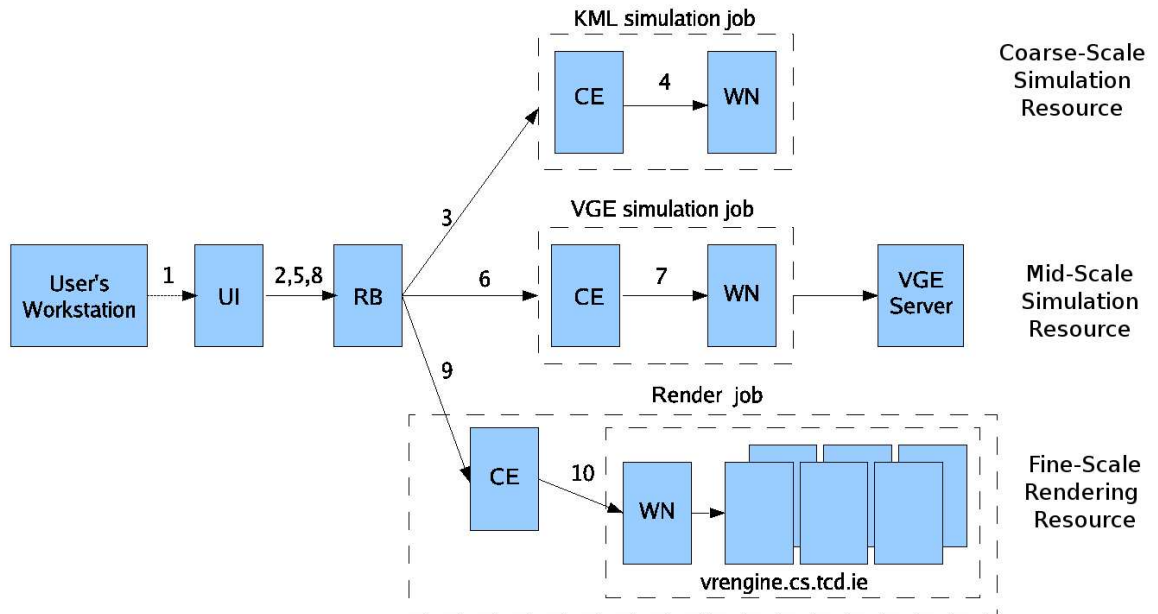 KML simulation job
Coarse-Scale
Simulation
Resource
CE
4
WN
3
VGE simulation job
User's
Workstation
1
UI
2,5,8
RB
6
CE
7
WN
VGE
Server
Mid-Scale
Simulation
Resource
9
Render job
CE
10
WN
vrengine.cs.tcd.ie
Fine-Scale
Rendering
Resource